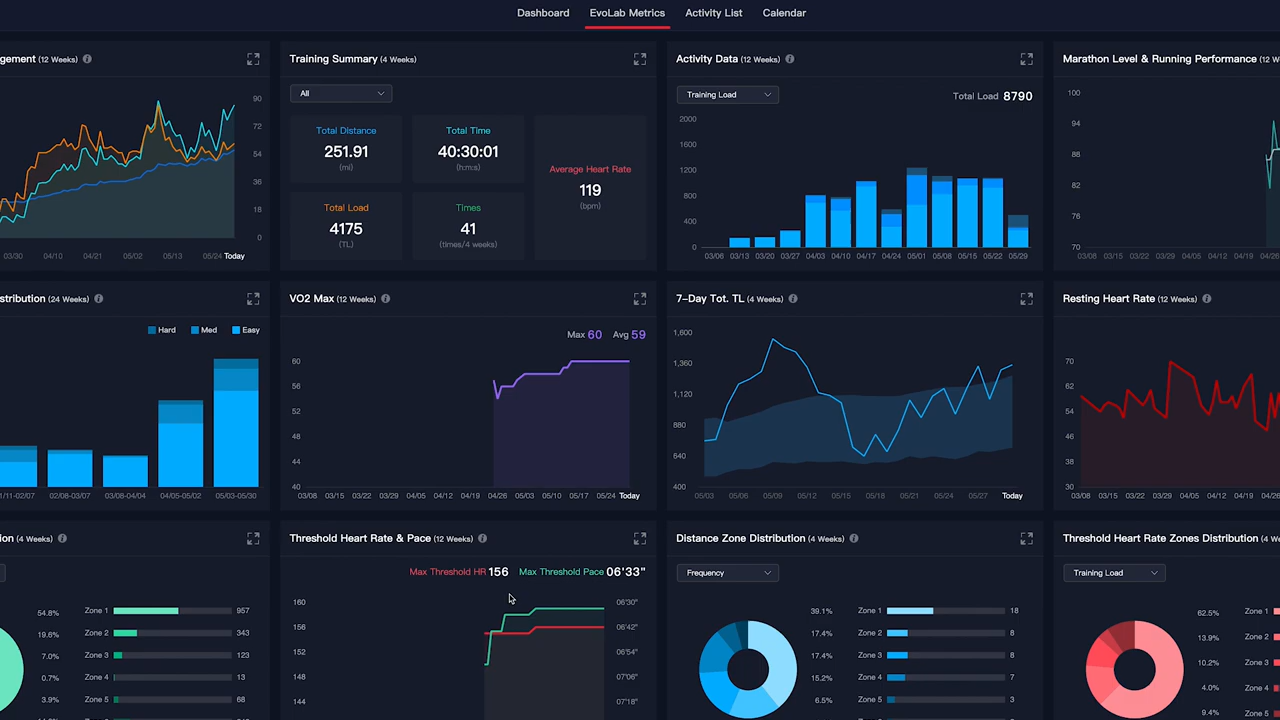 Dashboard EvoLab Metrics Activity List Calendar
gement (12 Weeks)
90
72
54
36
18
0
03/30 04/10 04/21 05/02 05/13 05/24 Today
Training Summary (4 Weeks)
All
Total Distance
251.91
(mi)
Total Time
40:30:01
(h:m:s)
Average Heart Rate
119
(bpm)
Total Load
4175
(TL)
Times
41
(times/4 weeks)
Activity Data (12 Weeks)
Training Load
Total Load 8790
2000
1600
1200
800
400
0
03/06 03/13 03/20 03/27 04/03 04/10 04/17 04/24 05/01 05/08 05/15 05/22 05/29
Marathon Level & Running Performance (12 W
100
94
88
82
76
70
03/08 03/15 03/22 03/29 04/05 04/12 04/19 04/26
stribution (24 Weeks)
Hard Med Easy
/11-02/07 02/08-03/07 03/08-04/04 04/05-05/02 05/03-05/30
VO2 Max (12 Weeks)
Max 60 Avg 59
60
56
52
48
44
40
03/08 03/15 03/22 03/29 04/05 04/12 04/19 04/26 05/03 05/10 05/17 05/24 Today
7-Day Tot. TL (4 Weeks)
1,600
1,360
1,120
880
640
400
05/03 05/06 05/09 05/12 05/15 05/18 05/21 05/24 05/27 Today
Resting Heart Rate (12 Weeks)
70
62
54
46
38
30
03/08 03/15 03/22 03/29 04/05 04/12 04/19 04/26
ion (4 Weeks)
54.8%
19.6%
7.0%
0.7%
3.9%
Zone 1 957
Zone 2 343
Zone 3 123
Zone 4 13
Zone 5 68
Threshold Heart Rate & Pace (12 Weeks)
Max Threshold HR 156 Max Threshold Pace 06'33"
160
156
152
148
144
06'30"
06'42"
06'54"
07'06"
07'18"
Distance Zone Distribution (4 Weeks)
Frequency
39.1%
17.4%
17.4%
15.2%
6.5%
Zone 1 18
Zone 2 8
Zone 3 8
Zone 4 7
Zone 5 3
Threshold Heart Rate Zones Distribution (4 We
Training Load
62.5%
13.9%
10.2%
4.0%
9.4%
Zone 1
Zone 2
Zone 3
Zone 4
Zone 5